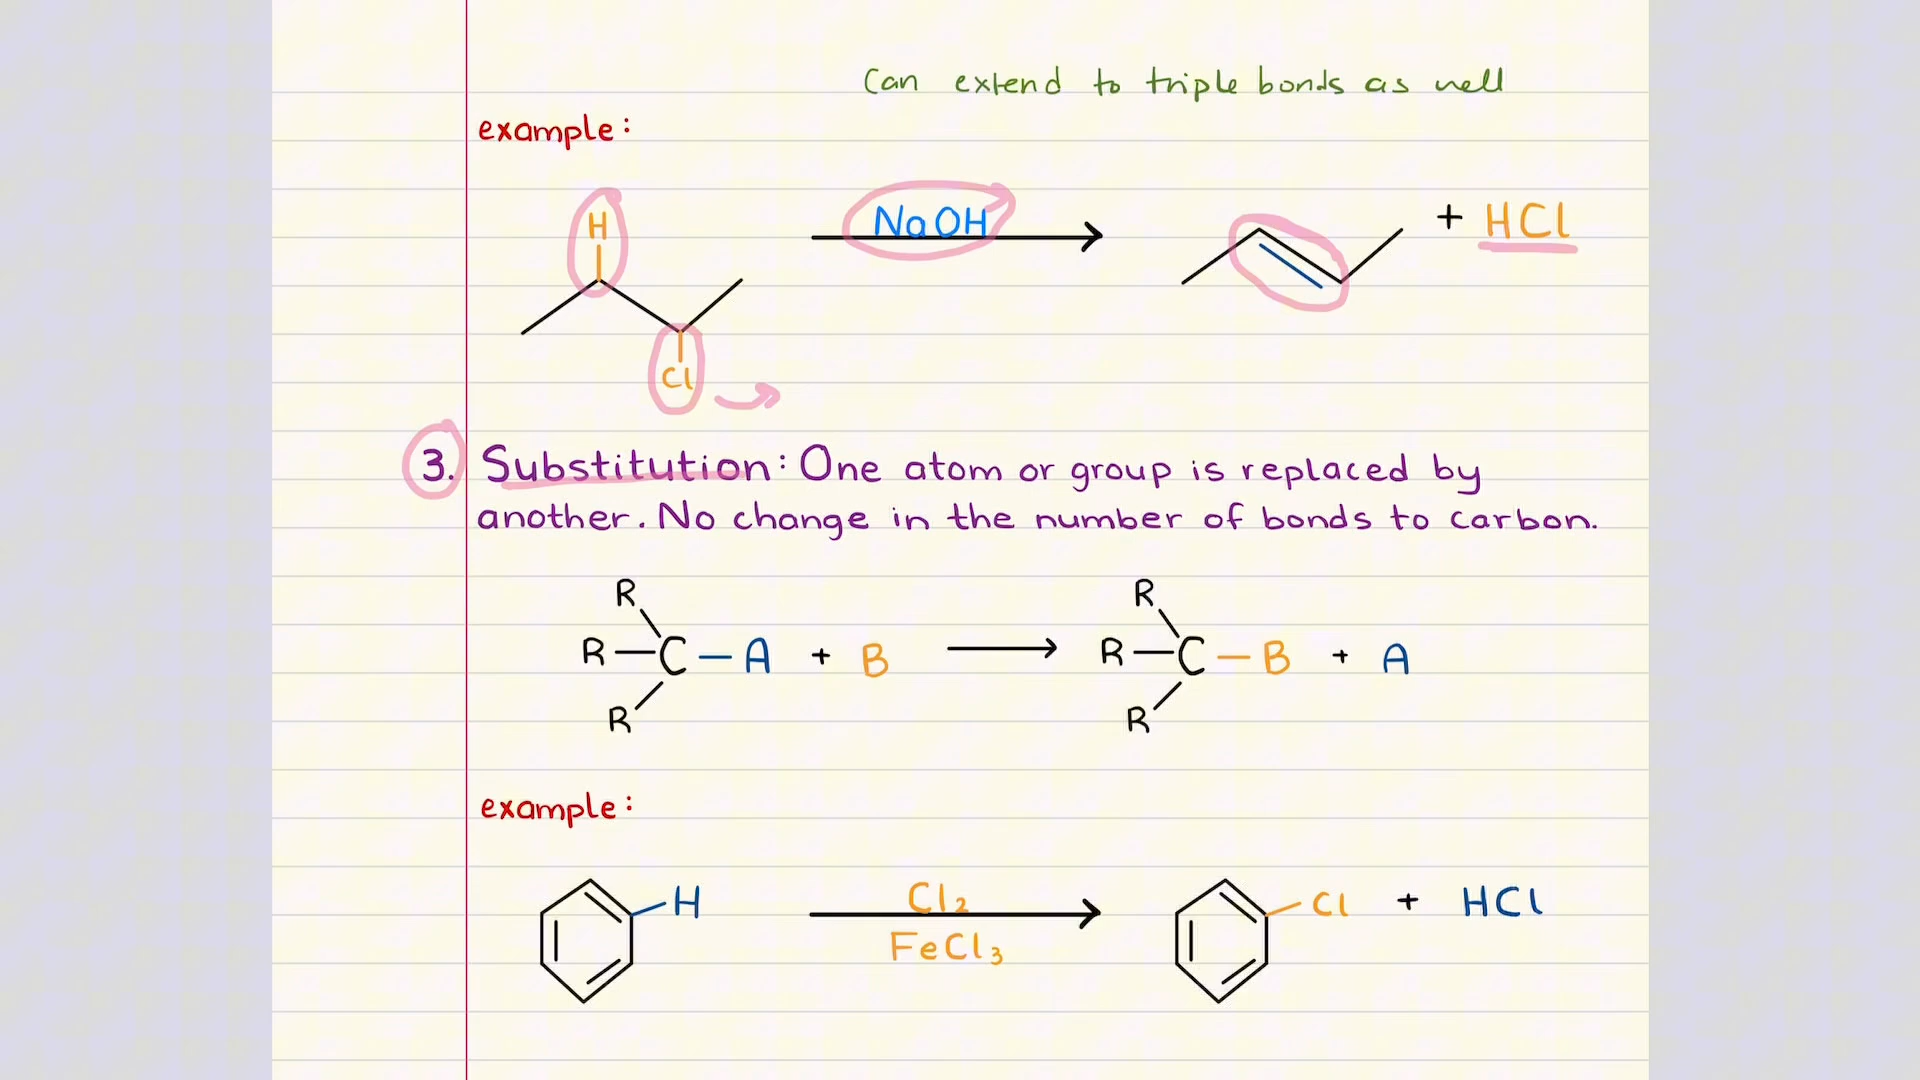 Can extend to triple bonds as well
example:
H
Cl
NaOH
+ HCl
3. Substitution: One atom or group is replaced by
another. No change in the number of bonds to carbon.
R
R—C—A + B ⟶ R—C—B + A
R
R
R
example:
H
Cl₂
FeCl₃
Cl + HCl